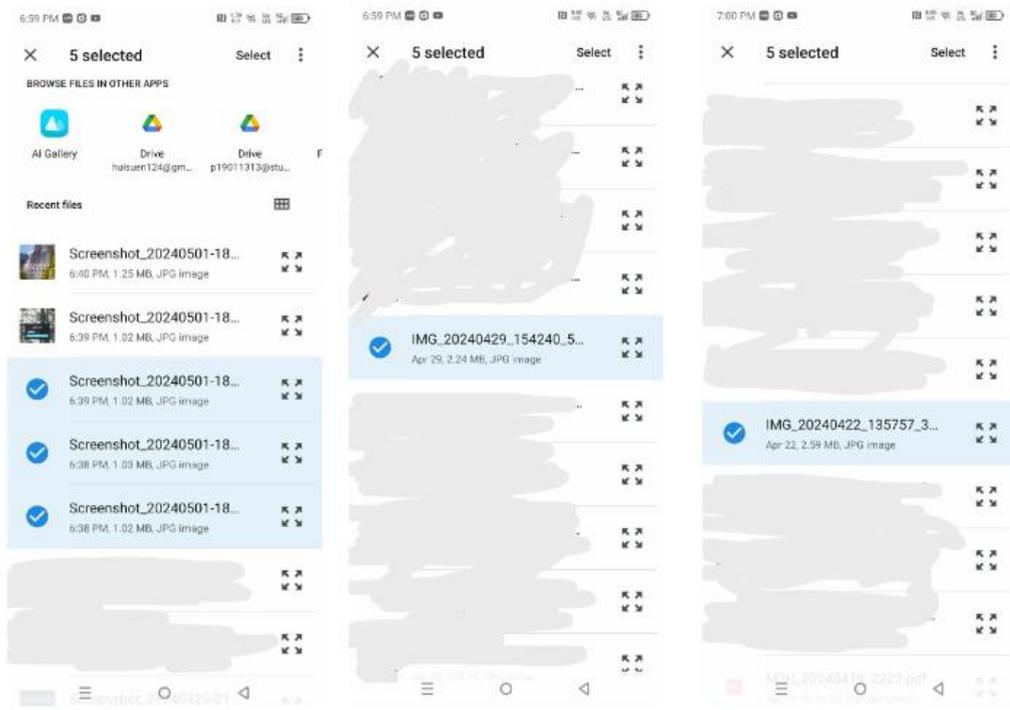 6:59 PM
5 selected
Select
BROWSE FILES IN OTHER APPS
AI Gallery
Drive
huisuen124@gm...
Drive
p19011313@stu...
F
Recent files
Screenshot_20240501-18...
6:40 PM, 1.25 MB, JPG image
Screenshot_20240501-18...
6:39 PM, 1.02 MB, JPG image
Screenshot_20240501-18...
6:39 PM, 1.02 MB, JPG image
Screenshot_20240501-18...
6:38 PM, 1.03 MB, JPG image
Screenshot_20240501-18...
6:38 PM, 1.02 MB, JPG image
6:59 PM
5 selected
Select
IMG_20240429_154240_5...
Apr 29, 2.24 MB, JPG image
7:00 PM
5 selected
Select
IMG_20240422_135757_3...
Apr 22, 2.59 MB, JPG image